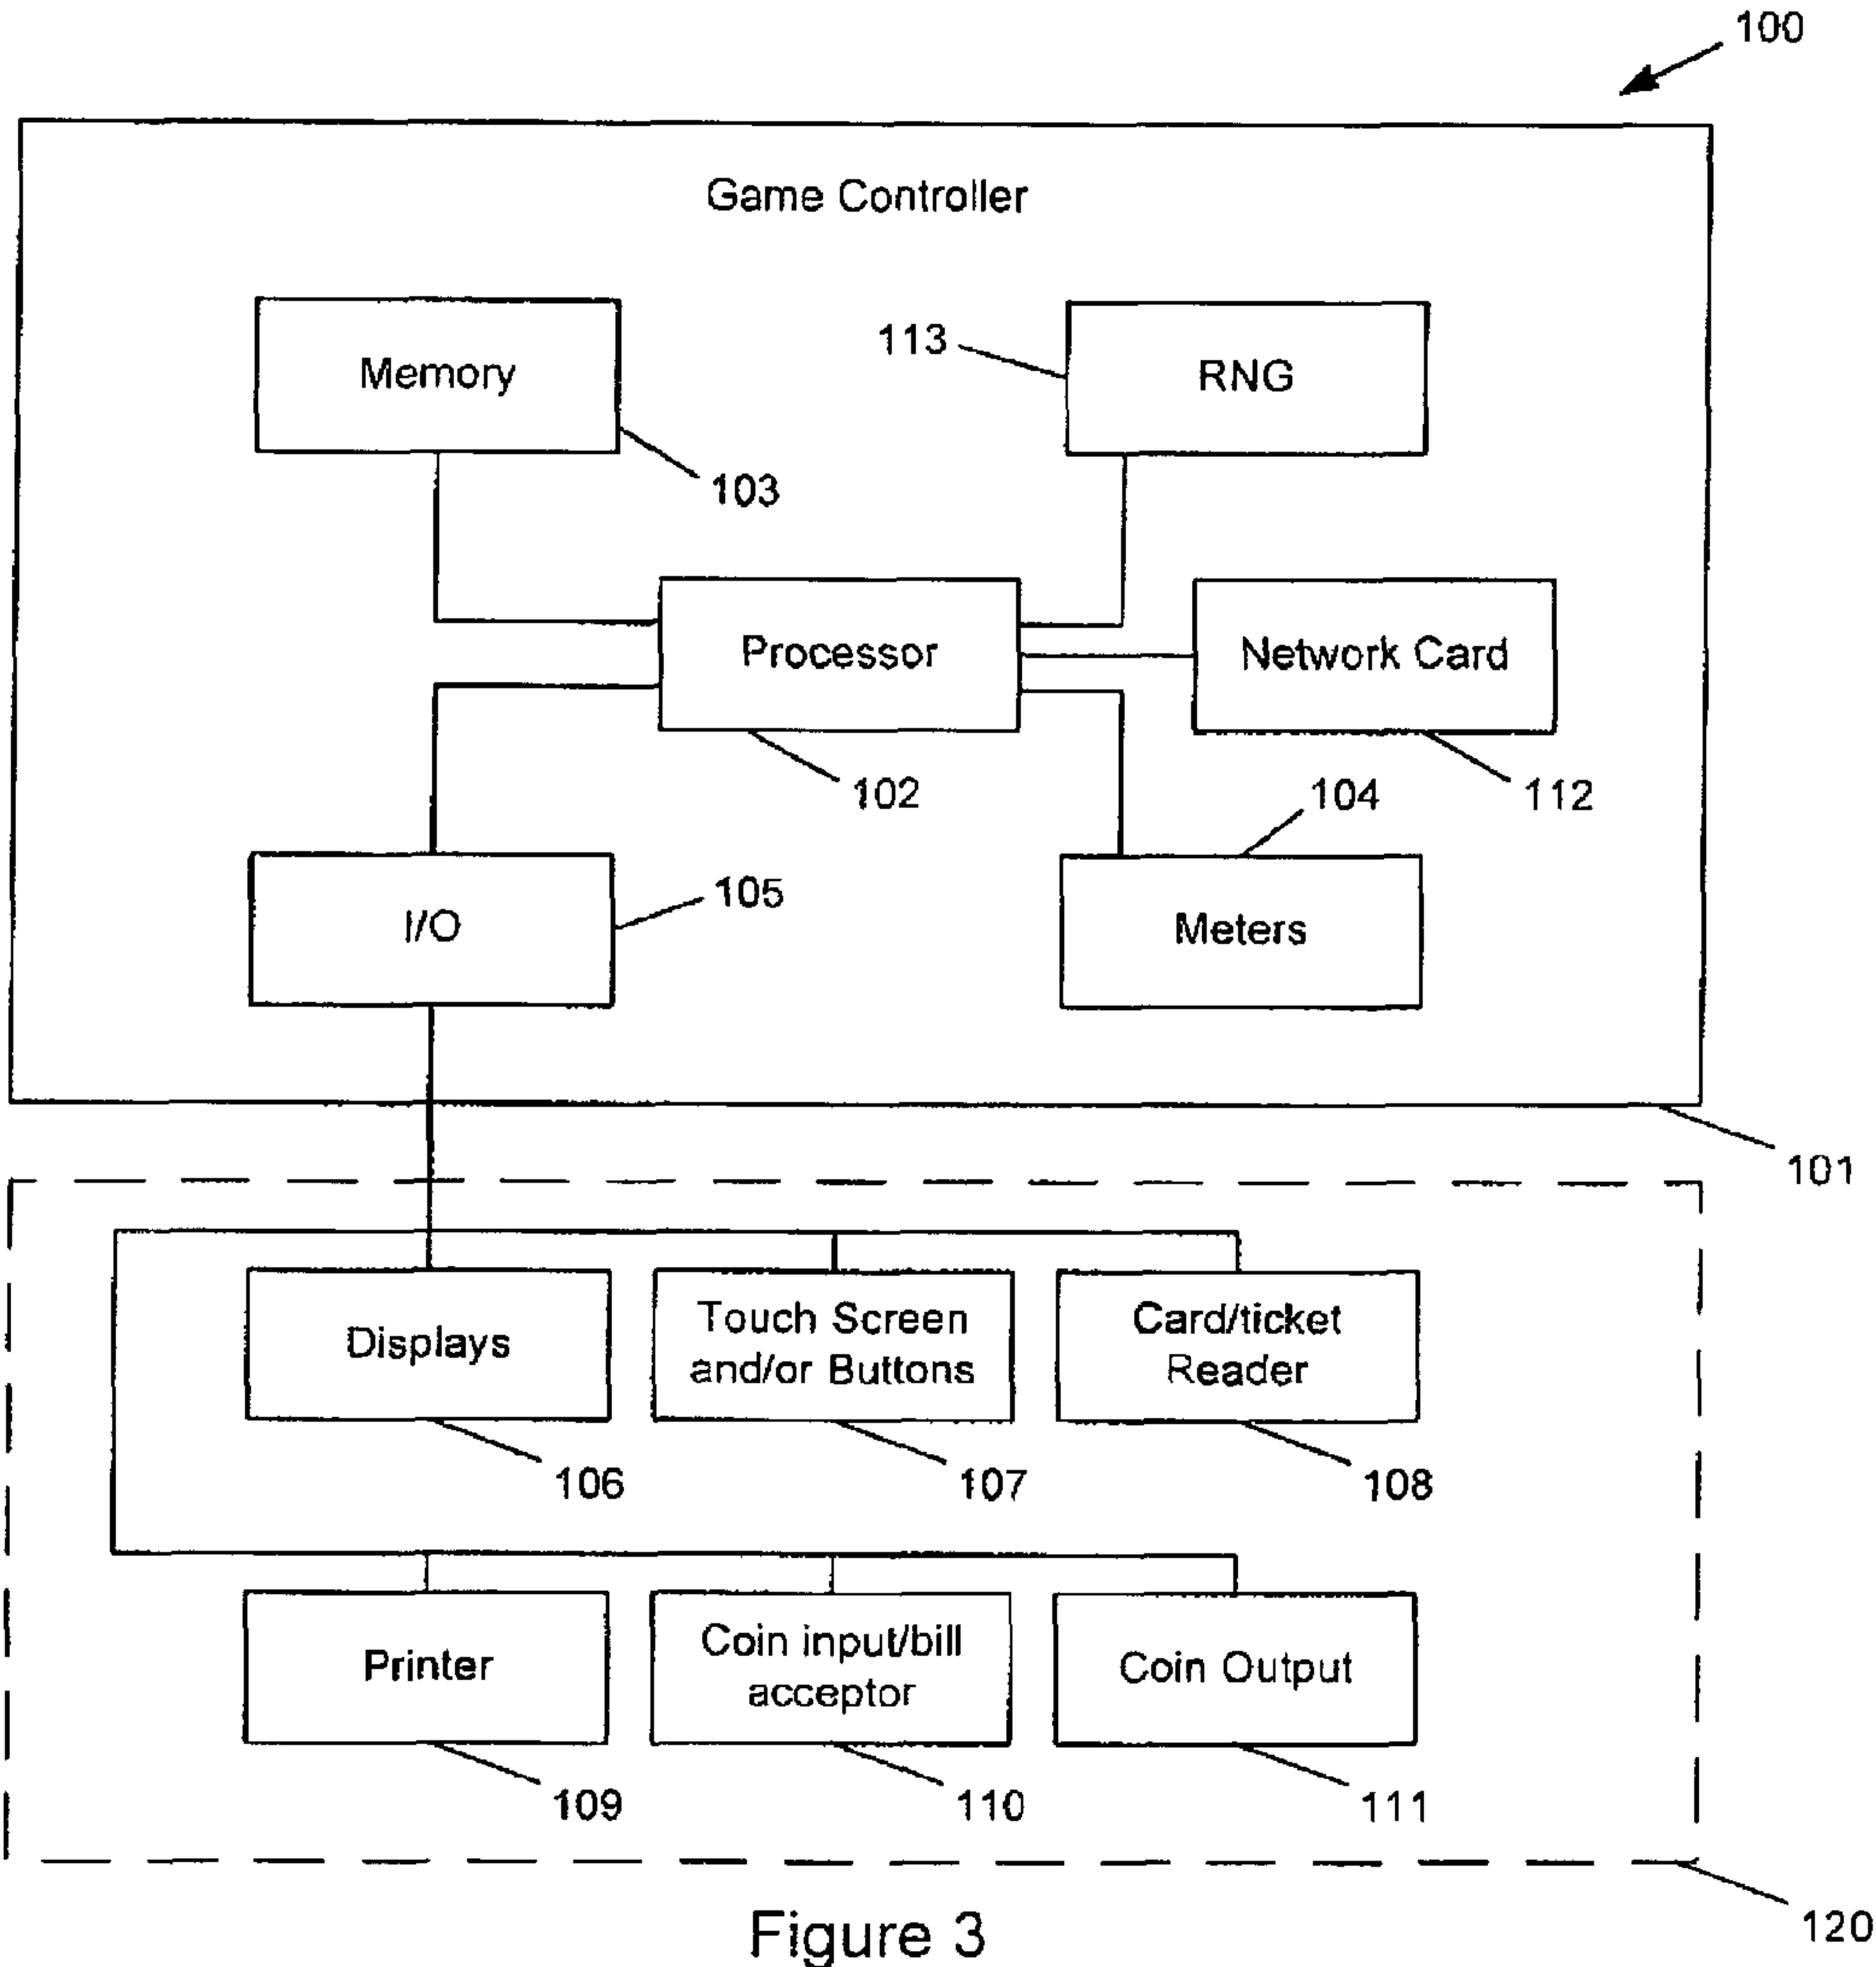 100
Game Controller
Memory
113
RNG
103
Processor
Network Card
102
104
112
105
I/O
Meters
101
Displays
Touch Screen
and/or Buttons
Card/ticket
Reader
106
107
108
Printer
Coin input/bill
acceptor
Coin Output
109
110
111
120
Figure 3